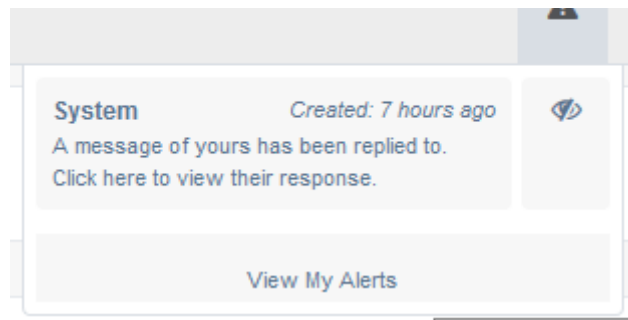 System Created: 7 hours ago
A message of yours has been replied to.
Click here to view their response.
View My Alerts